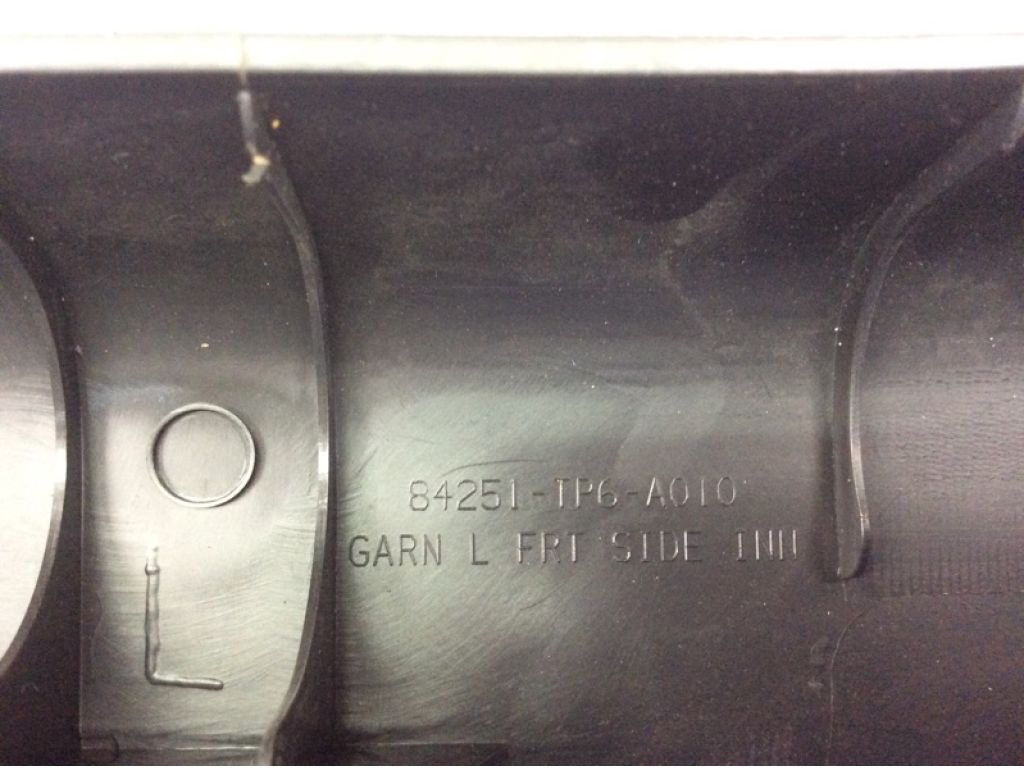 84251-TP6-A010
GARN L FRT SIDE INN
L